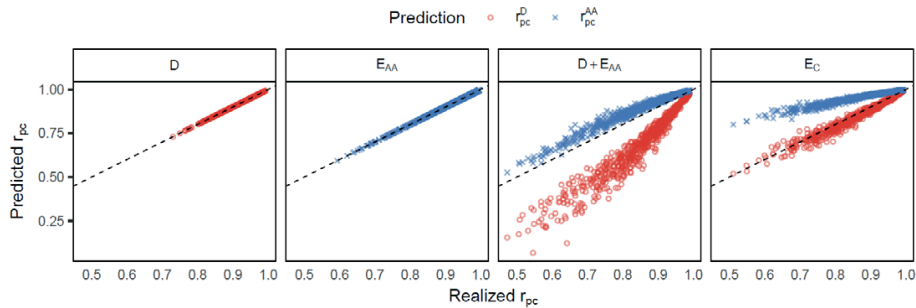 Prediction ○ r_pc^D × r_pc^AA
D E_AA D + E_AA E_C
Predicted r_pc
1.00
0.75
0.50
0.25
0.5 0.6 0.7 0.8 0.9 1.0 0.5 0.6 0.7 0.8 0.9 1.0 0.5 0.6 0.7 0.8 0.9 1.0 0.5 0.6 0.7 0.8 0.9 1.0
Realized r_pc